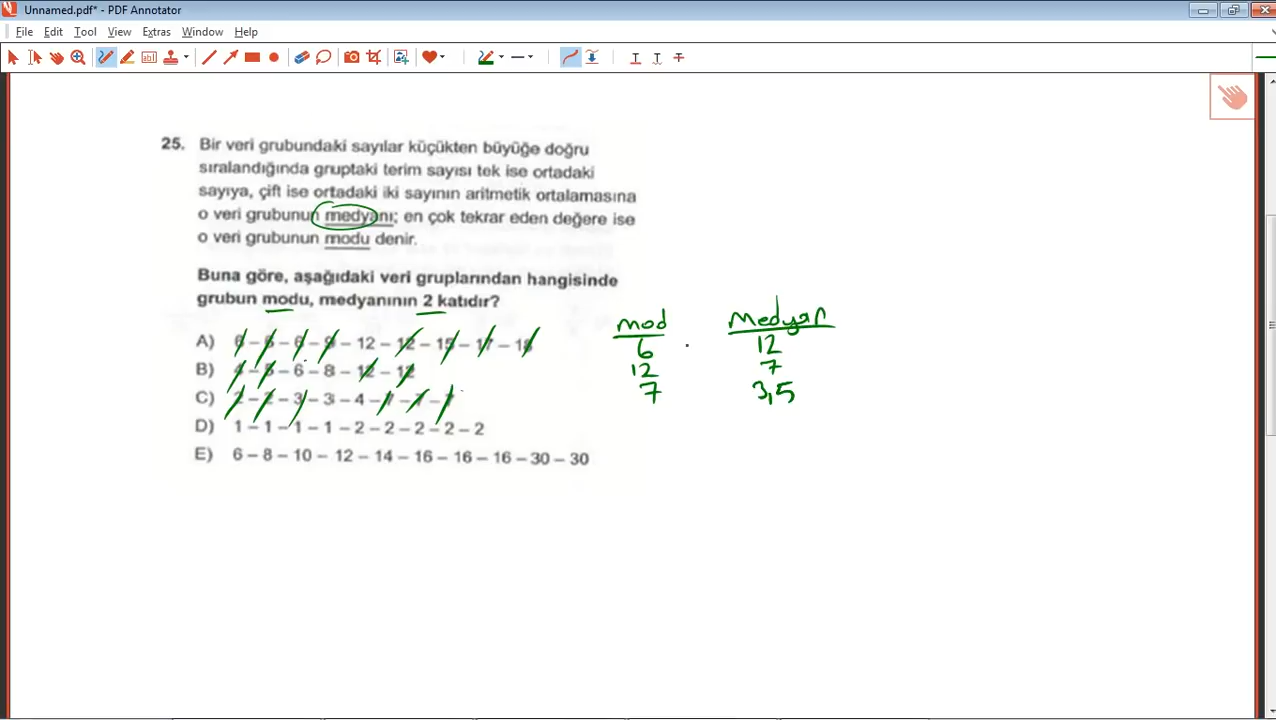 Unnamed.pdf* - PDF Annotator
File Edit Tool View Extras Window Help
25. Bir veri grubundaki sayılar küçükten büyüğe doğru
sıralandığında gruptaki terim sayısı tek ise ortadaki
sayıya, çift ise ortadaki iki sayının aritmetik ortalamasına
o veri grubunun medyanı; en çok tekrar eden değere ise
o veri grubunun modu denir.
Buna göre, aşağıdaki veri gruplarından hangisinde
grubun modu, medyanının 2 katıdır?
A) 6 – 6 – 6 – 9 – 12 – 12 – 15 – 17 – 18
B) 4 – 5 – 6 – 8 – 12 – 12
C) 2 – 2 – 3 – 3 – 4 – 7 – 7 – 7
D) 1 – 1 – 1 – 1 – 2 – 2 – 2 – 2 – 2
E) 6 – 8 – 10 – 12 – 14 – 16 – 16 – 16 – 30 – 30
mod Medyan
6 12
12 7
7 3,5